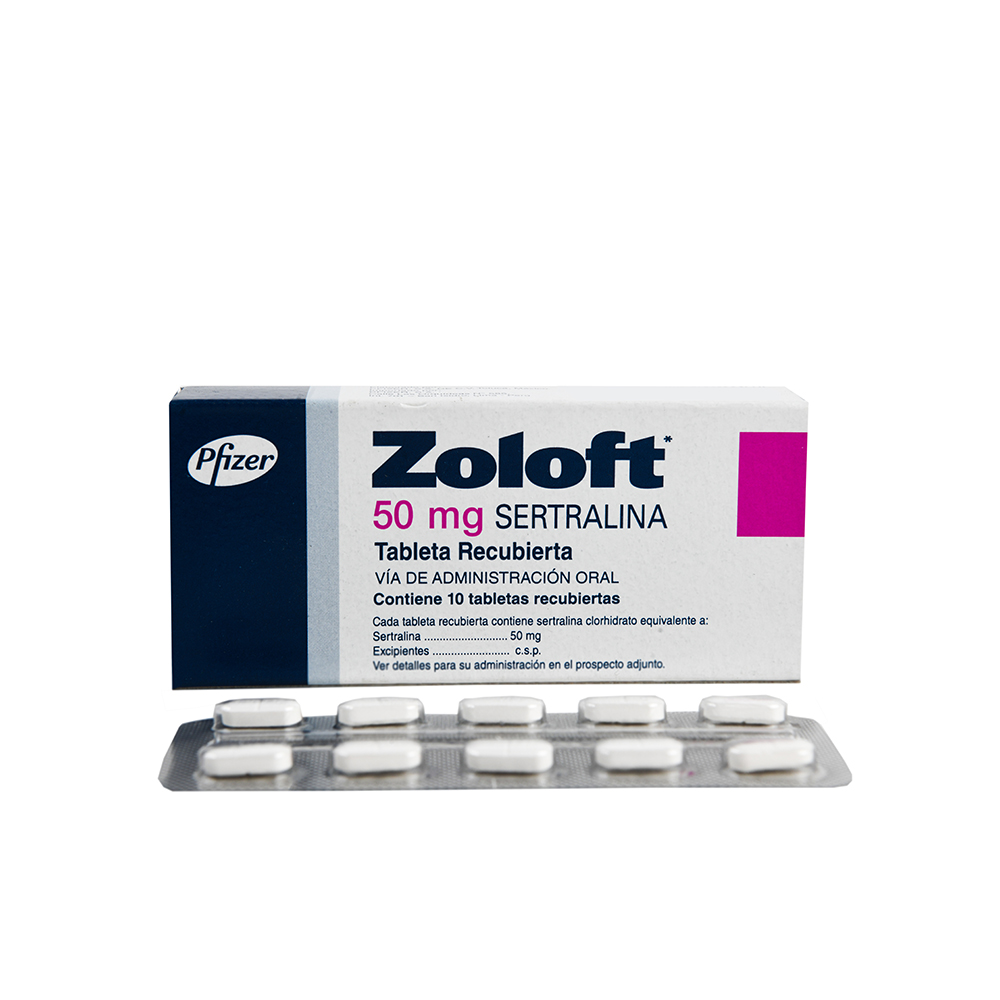 Pfizer
Zoloft*
50 mg SERTRALINA
Tableta Recubierta
VÍA DE ADMINISTRACIÓN ORAL
Contiene 10 tabletas recubiertas
Cada tableta recubierta contiene sertralina clorhidrato equivalente a:
Sertralina ........................... 50 mg
Excipientes ......................... c.s.p.
Ver detalles para su administración en el prospecto adjunto.